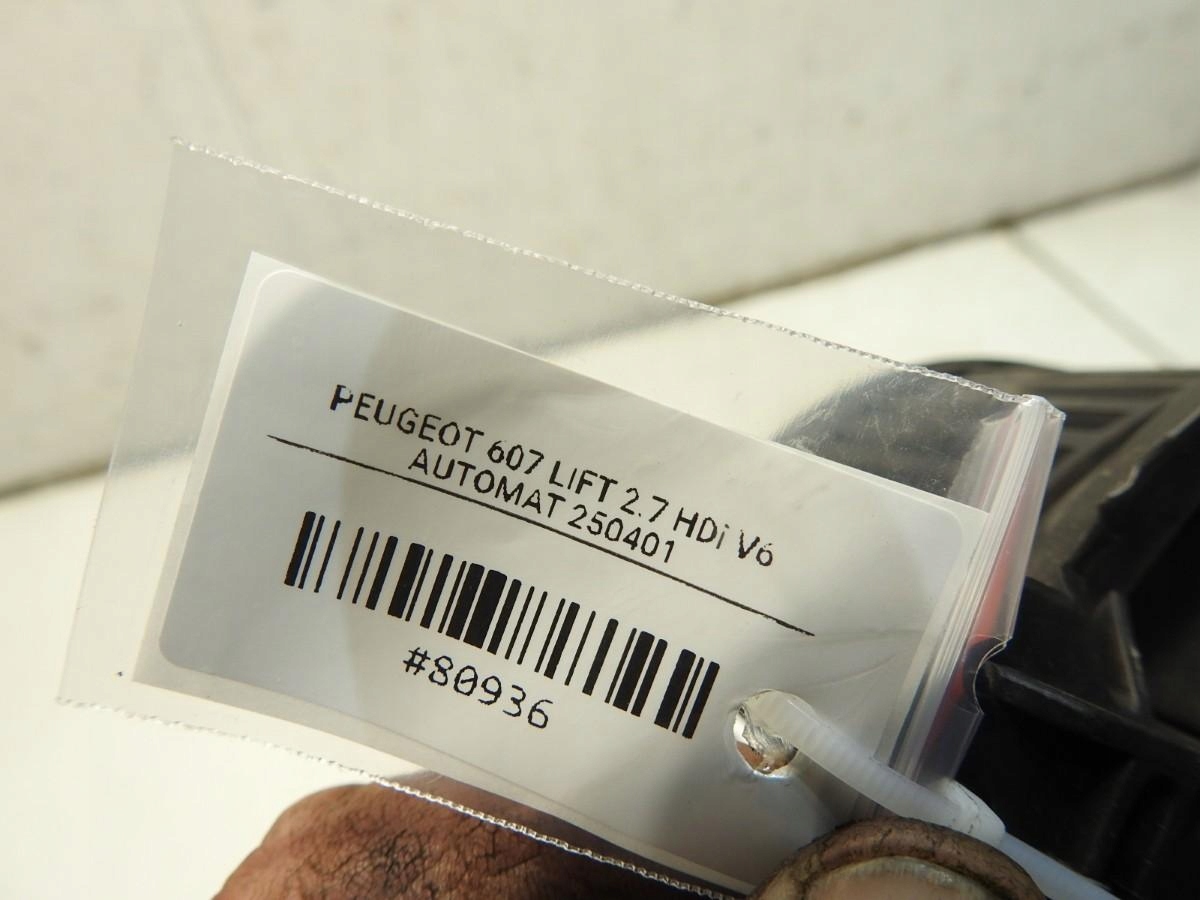 PEUGEOT 607 LIFT 2.7 HDi V6
AUTOMAT 250401
#80936